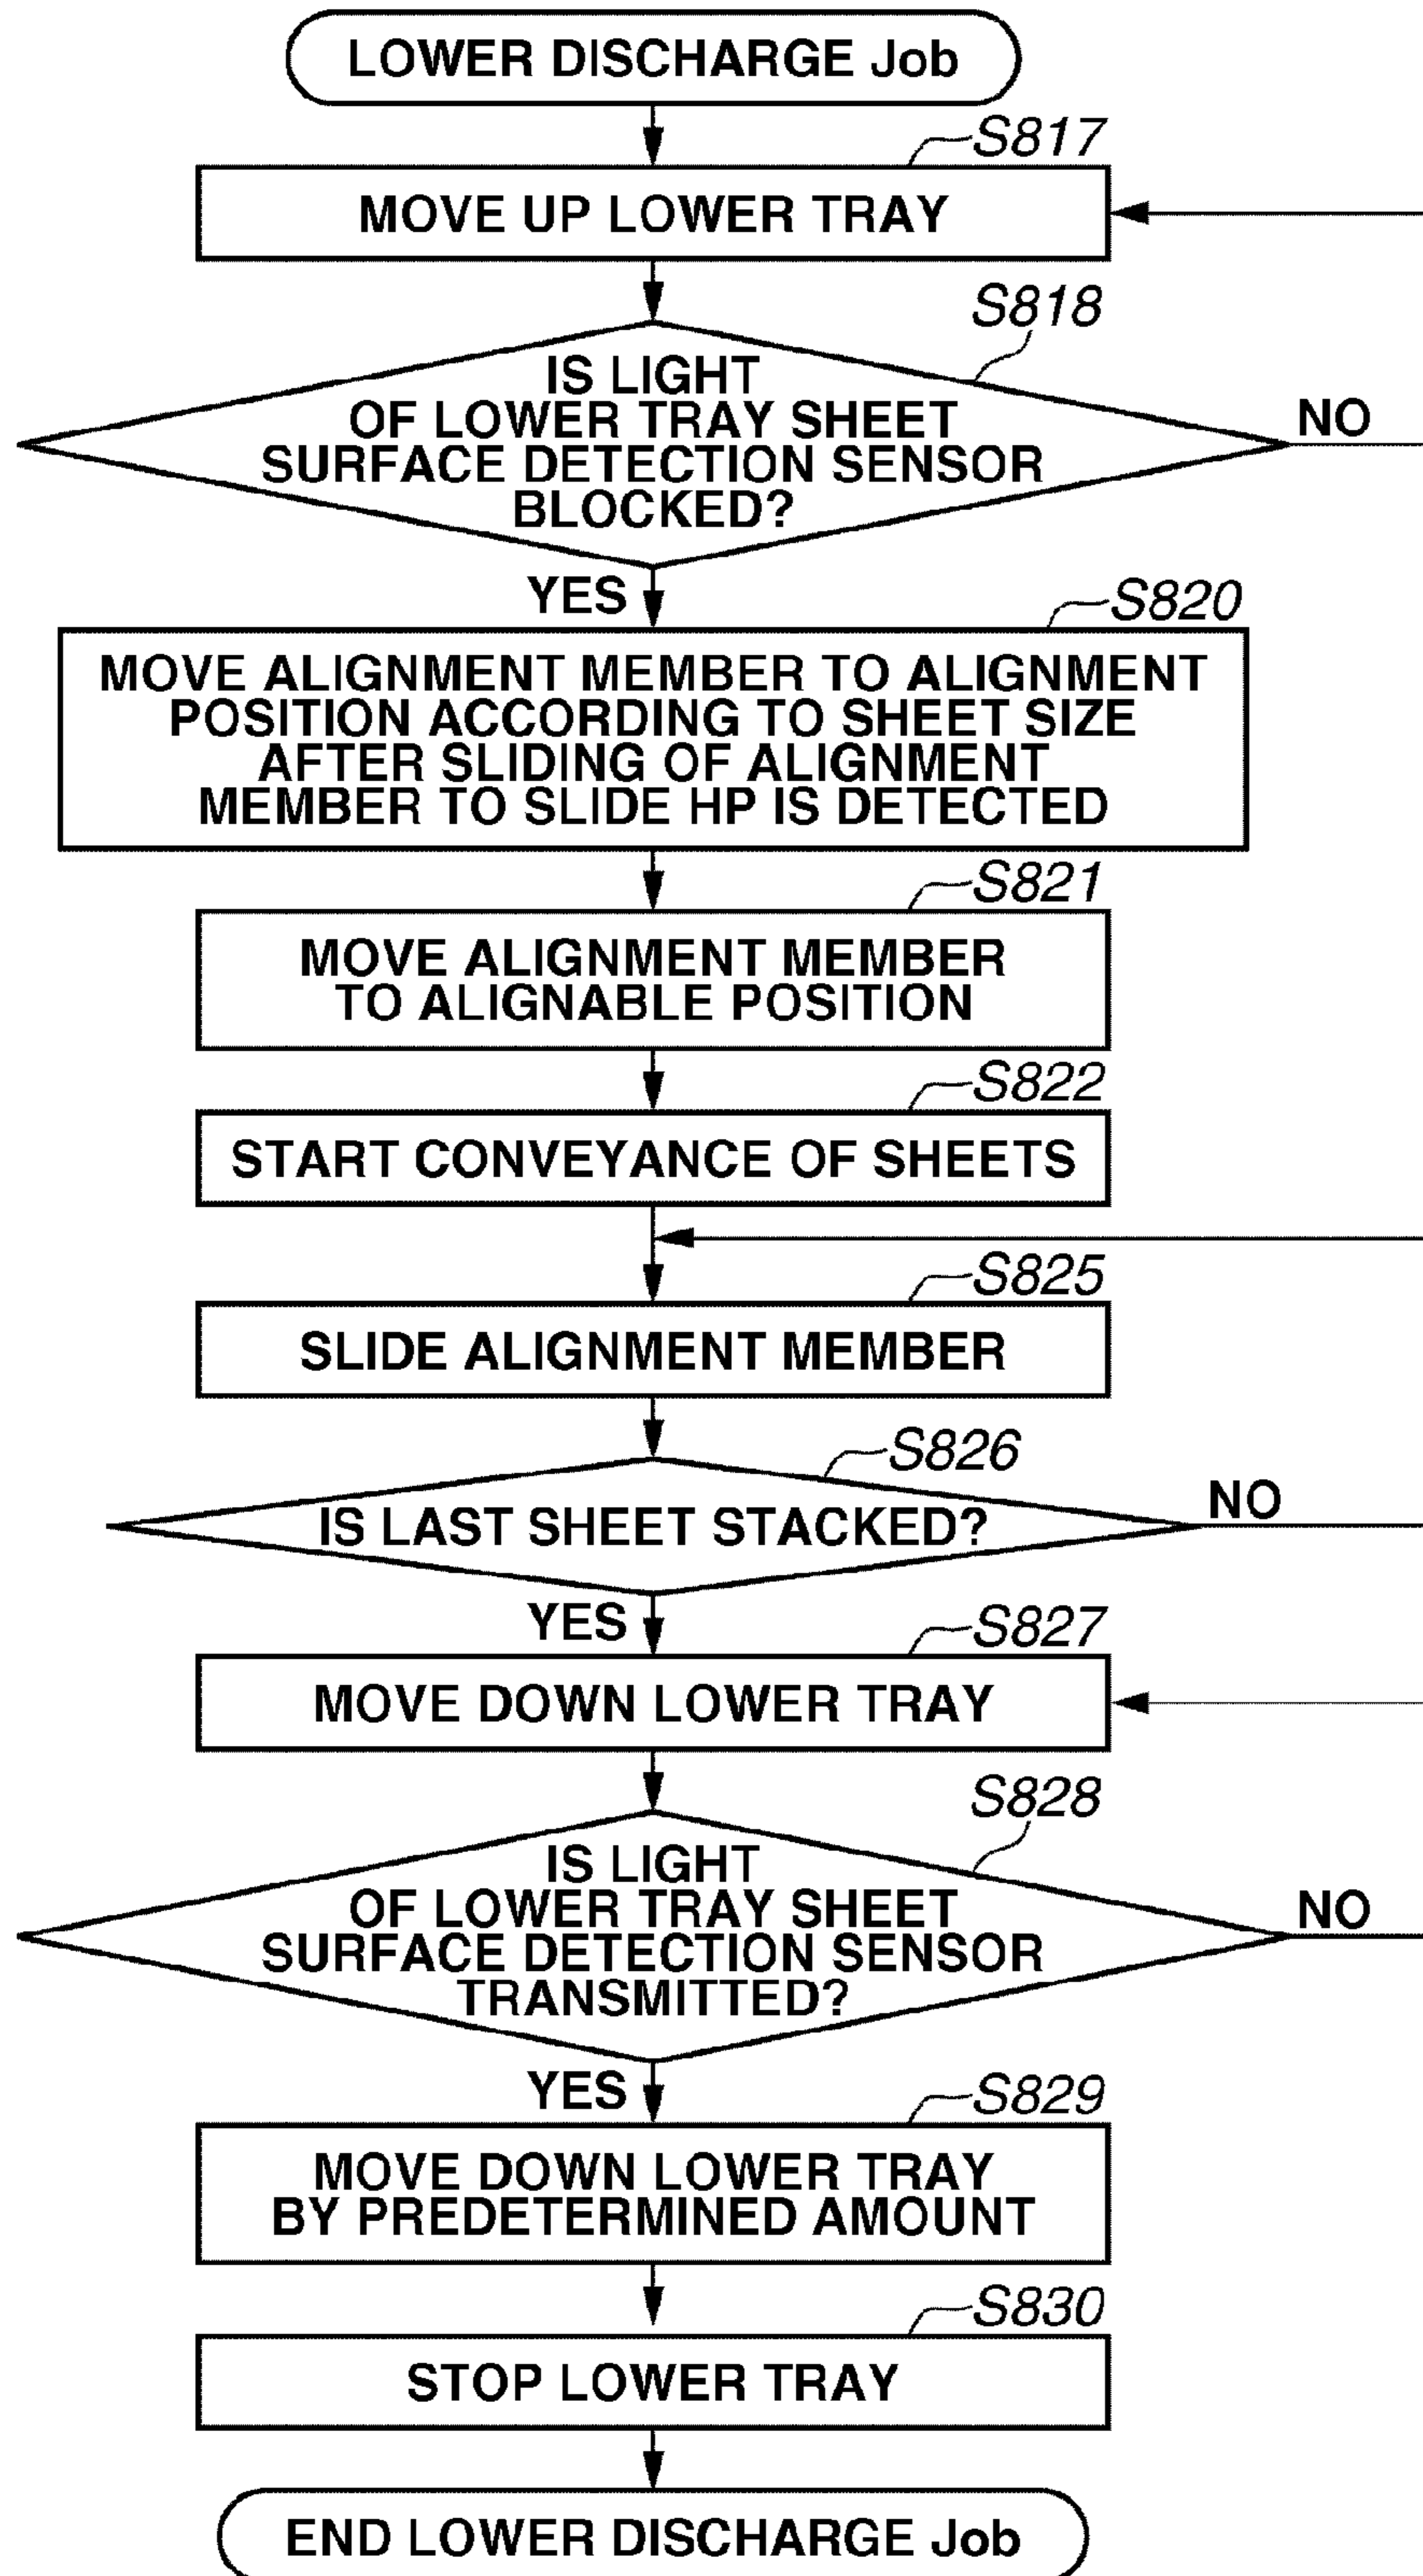 LOWER DISCHARGE Job
S817
MOVE UP LOWER TRAY
S818
IS LIGHT
OF LOWER TRAY SHEET
SURFACE DETECTION SENSOR
BLOCKED?
NO
YES
S820
MOVE ALIGNMENT MEMBER TO ALIGNMENT
POSITION ACCORDING TO SHEET SIZE
AFTER SLIDING OF ALIGNMENT
MEMBER TO SLIDE HP IS DETECTED
S821
MOVE ALIGNMENT MEMBER
TO ALIGNABLE POSITION
S822
START CONVEYANCE OF SHEETS
S825
SLIDE ALIGNMENT MEMBER
S826
IS LAST SHEET STACKED?
NO
YES
S827
MOVE DOWN LOWER TRAY
S828
IS LIGHT
OF LOWER TRAY SHEET
SURFACE DETECTION SENSOR
TRANSMITTED?
NO
YES
S829
MOVE DOWN LOWER TRAY
BY PREDETERMINED AMOUNT
S830
STOP LOWER TRAY
END LOWER DISCHARGE Job